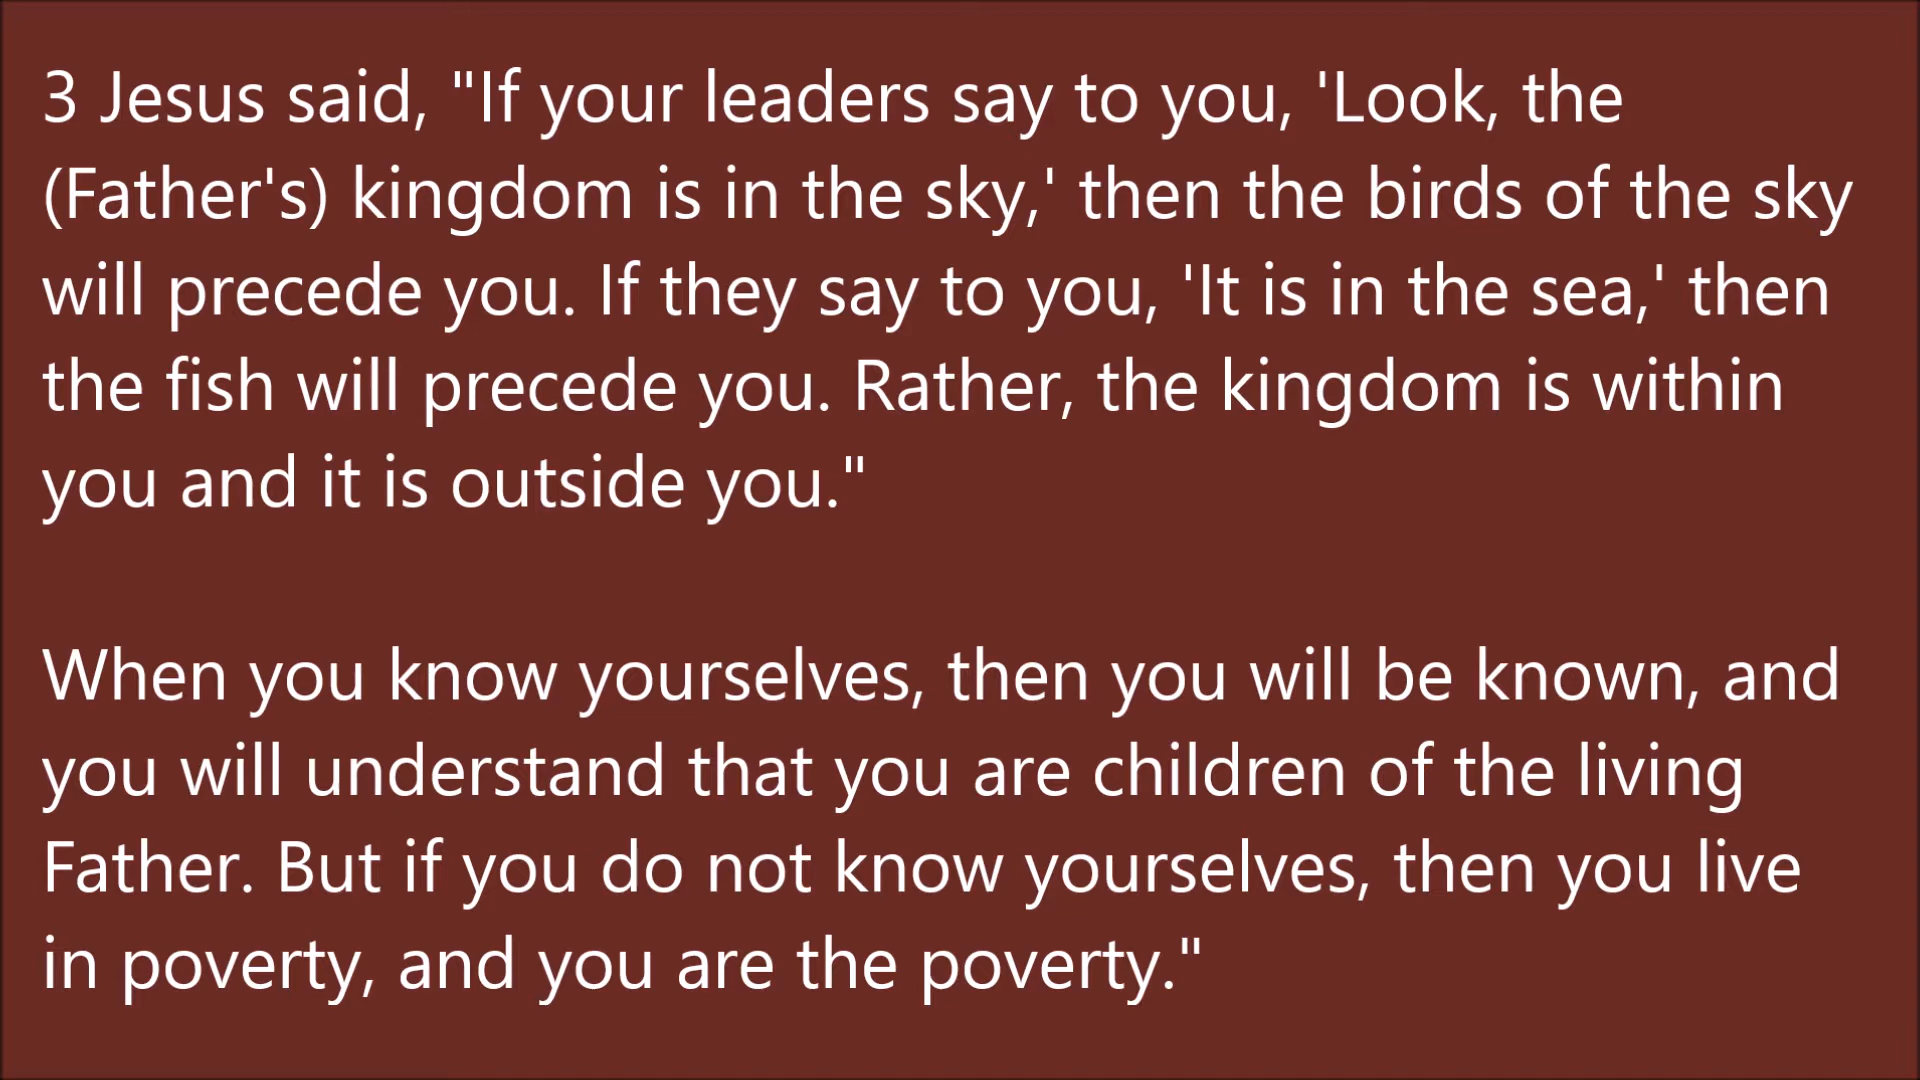 3 Jesus said, "If your leaders say to you, 'Look, the
(Father's) kingdom is in the sky,' then the birds of the sky
will precede you. If they say to you, 'It is in the sea,' then
the fish will precede you. Rather, the kingdom is within
you and it is outside you."
When you know yourselves, then you will be known, and
you will understand that you are children of the living
Father. But if you do not know yourselves, then you live
in poverty, and you are the poverty."